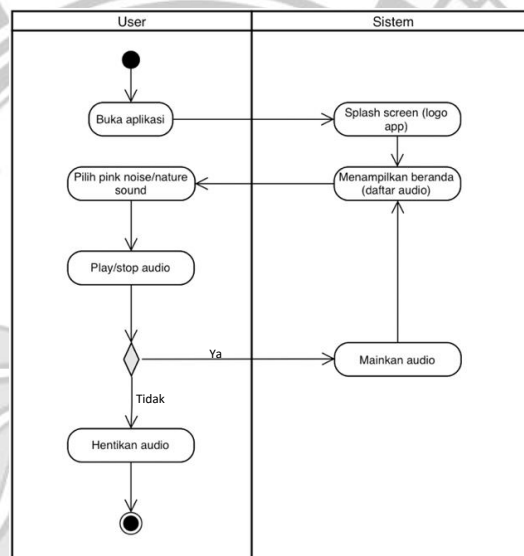 User
Sistem
Buka aplikasi
Splash screen (logo
app)
Pilih pink noise/nature
sound
Menampilkan beranda
(daftar audio)
Play/stop audio
Ya
Mainkan audio
Tidak
Hentikan audio